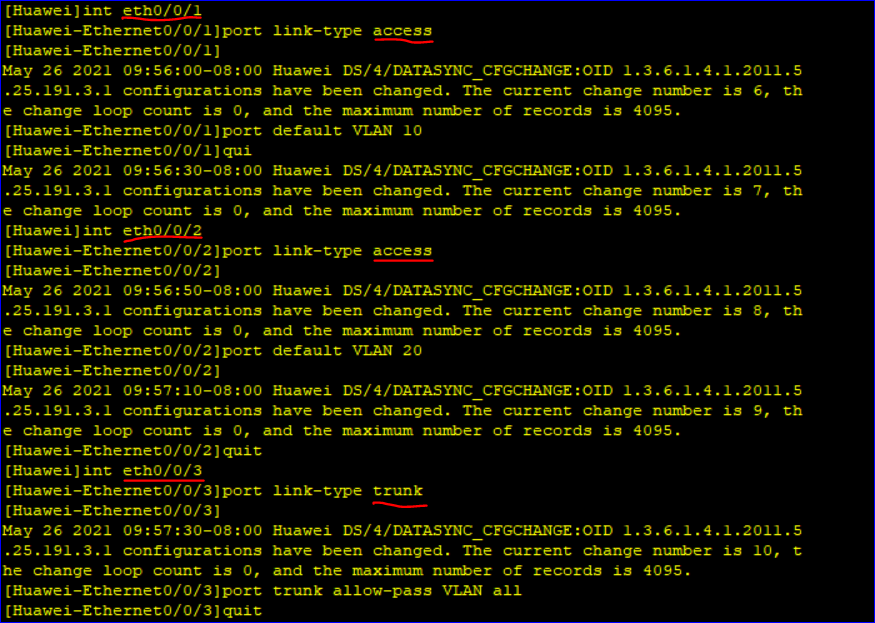 [Huawei]int eth0/0/1
[Huawei-Ethernet0/0/1]port link-type access
[Huawei-Ethernet0/0/1]
May 26 2021 09:56:00-08:00 Huawei DS/4/DATASYNC_CFGCHANGE:OID 1.3.6.1.4.1.2011.5
.25.191.3.1 configurations have been changed. The current change number is 6, th
e change loop count is 0, and the maximum number of records is 4095.
[Huawei-Ethernet0/0/1]port default VLAN 10
[Huawei-Ethernet0/0/1]qui
May 26 2021 09:56:30-08:00 Huawei DS/4/DATASYNC_CFGCHANGE:OID 1.3.6.1.4.1.2011.5
.25.191.3.1 configurations have been changed. The current change number is 7, th
e change loop count is 0, and the maximum number of records is 4095.
[Huawei]int eth0/0/2
[Huawei-Ethernet0/0/2]port link-type access
[Huawei-Ethernet0/0/2]
May 26 2021 09:56:50-08:00 Huawei DS/4/DATASYNC_CFGCHANGE:OID 1.3.6.1.4.1.2011.5
.25.191.3.1 configurations have been changed. The current change number is 8, th
e change loop count is 0, and the maximum number of records is 4095.
[Huawei-Ethernet0/0/2]port default VLAN 20
[Huawei-Ethernet0/0/2]
May 26 2021 09:57:10-08:00 Huawei DS/4/DATASYNC_CFGCHANGE:OID 1.3.6.1.4.1.2011.5
.25.191.3.1 configurations have been changed. The current change number is 9, th
e change loop count is 0, and the maximum number of records is 4095.
[Huawei-Ethernet0/0/2]quit
[Huawei]int eth0/0/3
[Huawei-Ethernet0/0/3]port link-type trunk
[Huawei-Ethernet0/0/3]
May 26 2021 09:57:30-08:00 Huawei DS/4/DATASYNC_CFGCHANGE:OID 1.3.6.1.4.1.2011.5
.25.191.3.1 configurations have been changed. The current change number is 10, t
he change loop count is 0, and the maximum number of records is 4095.
[Huawei-Ethernet0/0/3]port trunk allow-pass VLAN all
[Huawei-Ethernet0/0/3]quit